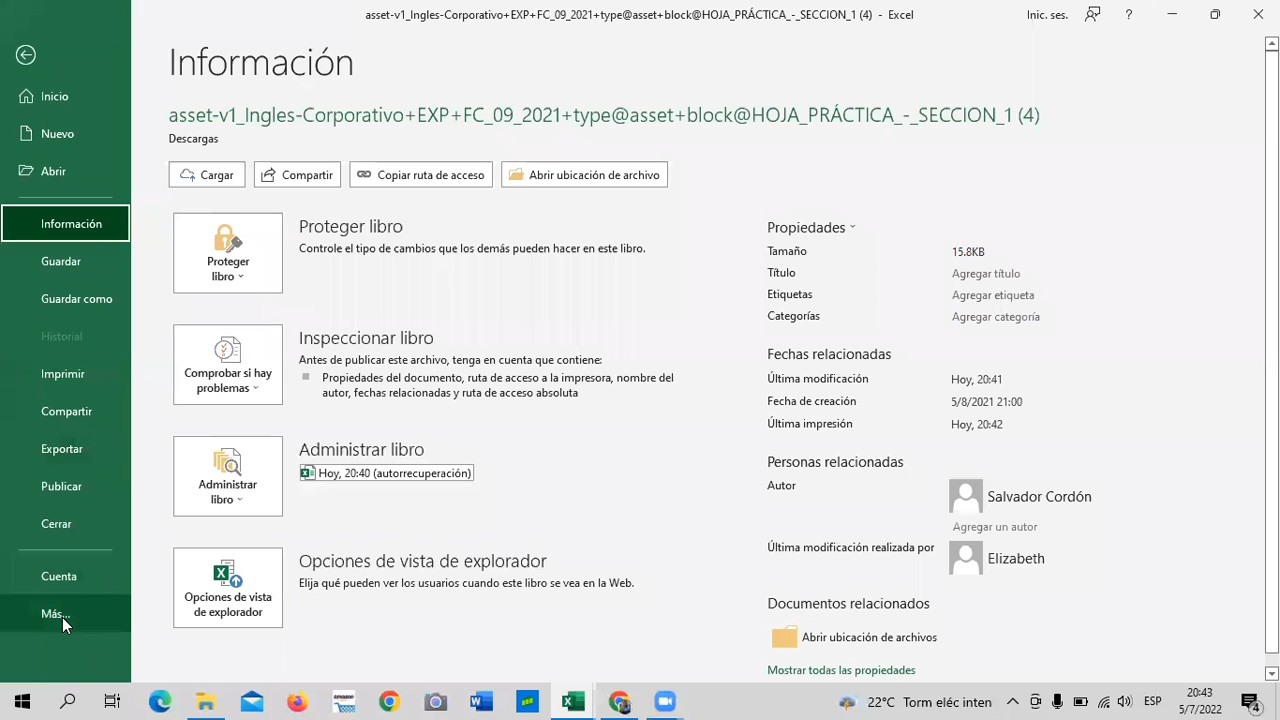 asset-v1_Ingles-Corporativo+EXP+FC_09_2021+type@asset+block@HOJA_PRÁCTICA_-_SECCION_1 (4) - Excel
Inic. ses.
?
Información
asset-v1_Ingles-Corporativo+EXP+FC_09_2021+type@asset+block@HOJA_PRÁCTICA_-_SECCION_1 (4)
Descargas
Cargar
Compartir
Copiar ruta de acceso
Abrir ubicación de archivo
Inicio
Nuevo
Abrir
Información
Guardar
Guardar como
Historial
Imprimir
Compartir
Exportar
Publicar
Cerrar
Cuenta
Más...
Proteger
libro
Proteger libro
Controle el tipo de cambios que los demás pueden hacer en este libro.
Comprobar si hay
problemas
Inspeccionar libro
Antes de publicar este archivo, tenga en cuenta que contiene:
Propiedades del documento, ruta de acceso a la impresora, nombre del
autor, fechas relacionadas y ruta de acceso absoluta
Administrar
libro
Administrar libro
Hoy, 20:40 (autorrecuperación)
Opciones de vista
de explorador
Opciones de vista de explorador
Elija qué pueden ver los usuarios cuando este libro se vea en la Web.
Propiedades
Tamaño 15.8KB
Título Agregar título
Etiquetas Agregar etiqueta
Categorías Agregar categoría
Fechas relacionadas
Última modificación Hoy, 20:41
Fecha de creación 5/8/2021 21:00
Última impresión Hoy, 20:42
Personas relacionadas
Autor Salvador Cordón
Agregar un autor
Última modificación realizada por Elizabeth
Documentos relacionados
Abrir ubicación de archivos
Mostrar todas las propiedades
22°C Torm eléc inten
ESP
20:43
5/7/2022
4